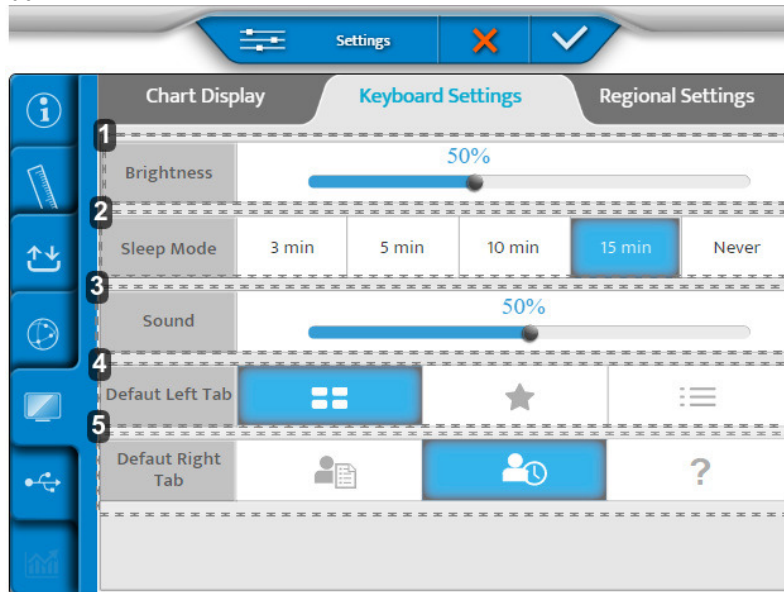 Settings
Chart Display Keyboard Settings Regional Settings
1
50%
Brightness
2
Sleep Mode 3 min 5 min 10 min 15 min Never
3
50%
Sound
4
Defaut Left Tab
5
Defaut Right
Tab
?